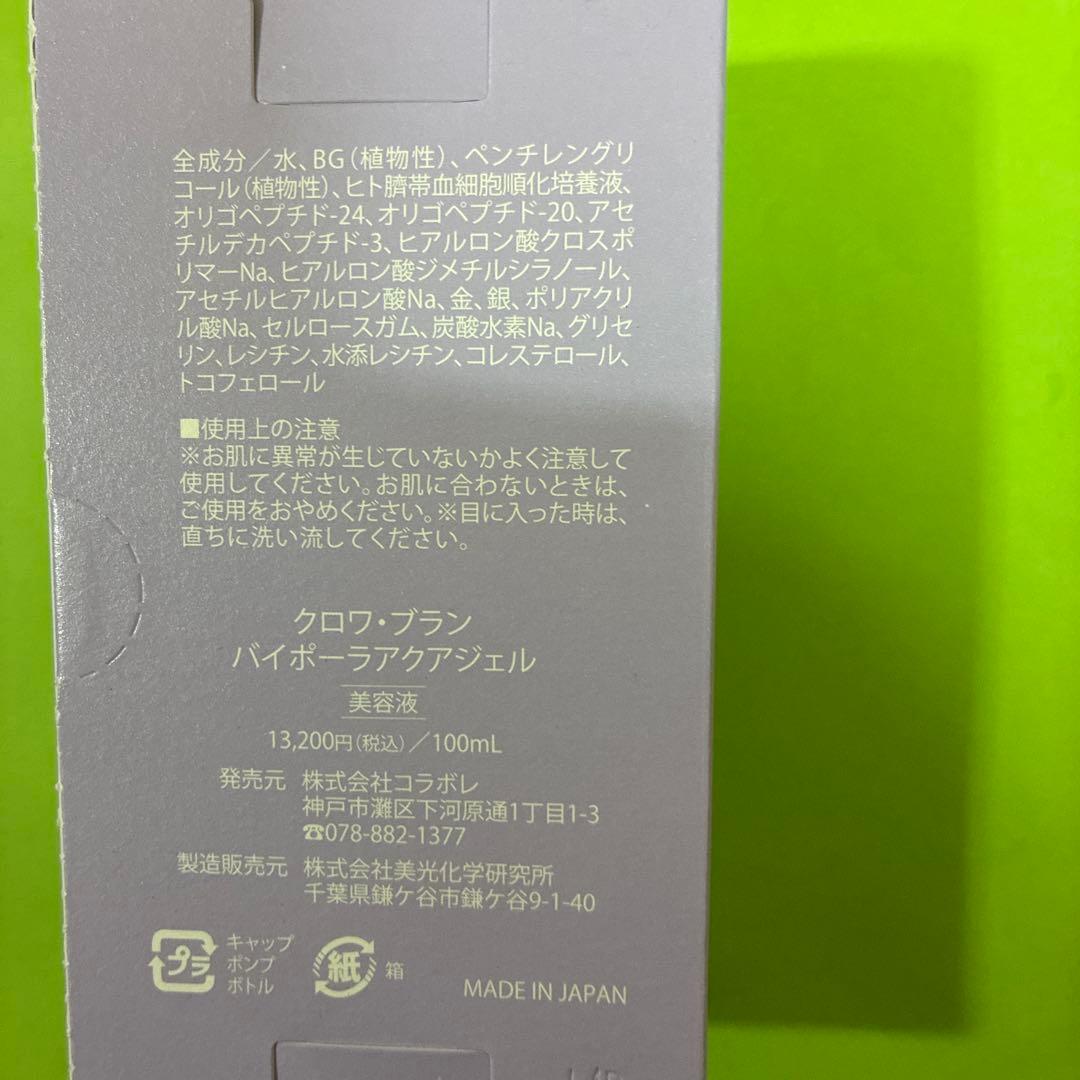 全成分／水、BG（植物性）、ペンチレングリ
コール（植物性）、ヒト臍帯血細胞順化培養液、
オリゴペプチド-24、オリゴペプチド-20、アセ
チルデカペプチド-3、ヒアルロン酸クロスポ
リマーNa、ヒアルロン酸ジメチルシラノール、
アセチルヒアルロン酸Na、金、銀、ポリアクリ
ル酸Na、セルロースガム、炭酸水素Na、グリセ
リン、レシチン、水添レシチン、コレステロール、
トコフェロール
■使用上の注意
※お肌に異常が生じていないかよく注意して
使用してください。お肌に合わないときは、
ご使用をおやめください。※目に入った時は、
直ちに洗い流してください。
クロワ・ブラン
バイポーラアクアジェル
美容液
13,200円（税込）／100mL
発売元 株式会社コラボレ
神戸市灘区下河原通1丁目1-3
☎078-882-1377
製造販売元 株式会社美光化学研究所
千葉県鎌ケ谷市鎌ケ谷9-1-40
プラ キャップ
ポンプ
ボトル
紙 箱
MADE IN JAPAN